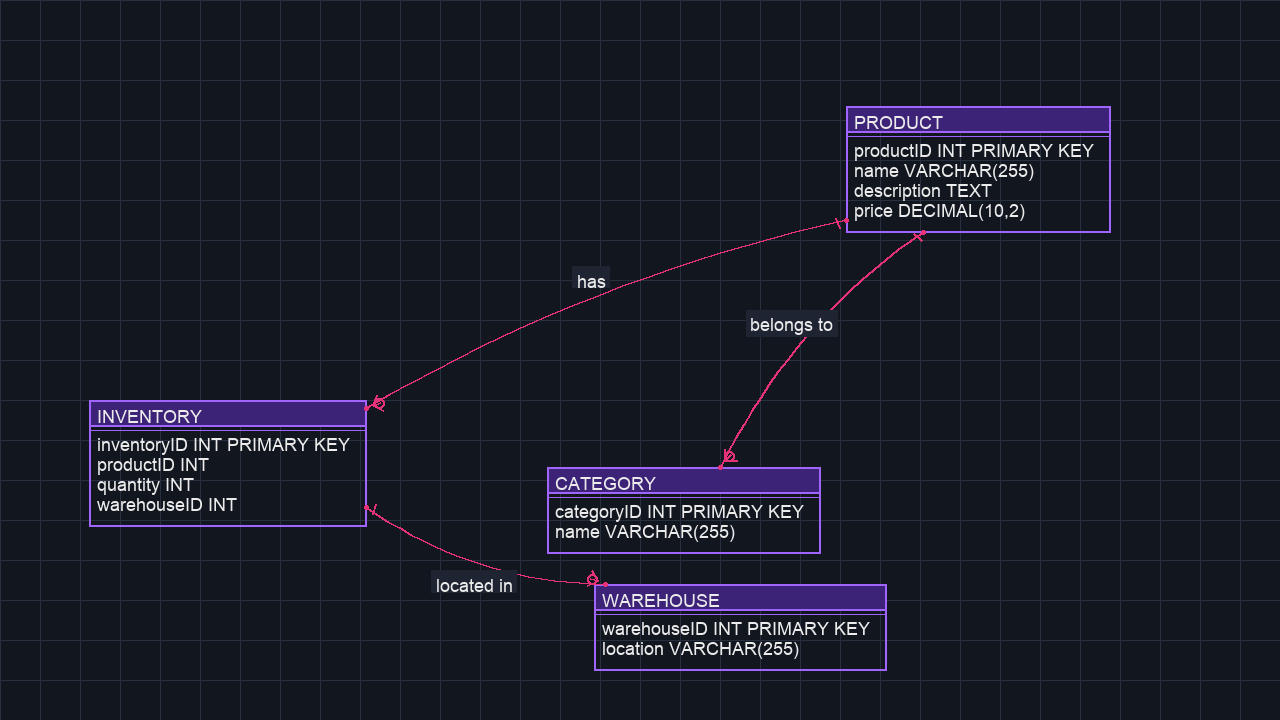 PRODUCT
productID INT PRIMARY KEY
name VARCHAR(255)
description TEXT
price DECIMAL(10,2)
has
belongs to
INVENTORY
inventoryID INT PRIMARY KEY
productID INT
quantity INT
warehouseID INT
CATEGORY
categoryID INT PRIMARY KEY
name VARCHAR(255)
located in
WAREHOUSE
warehouseID INT PRIMARY KEY
location VARCHAR(255)